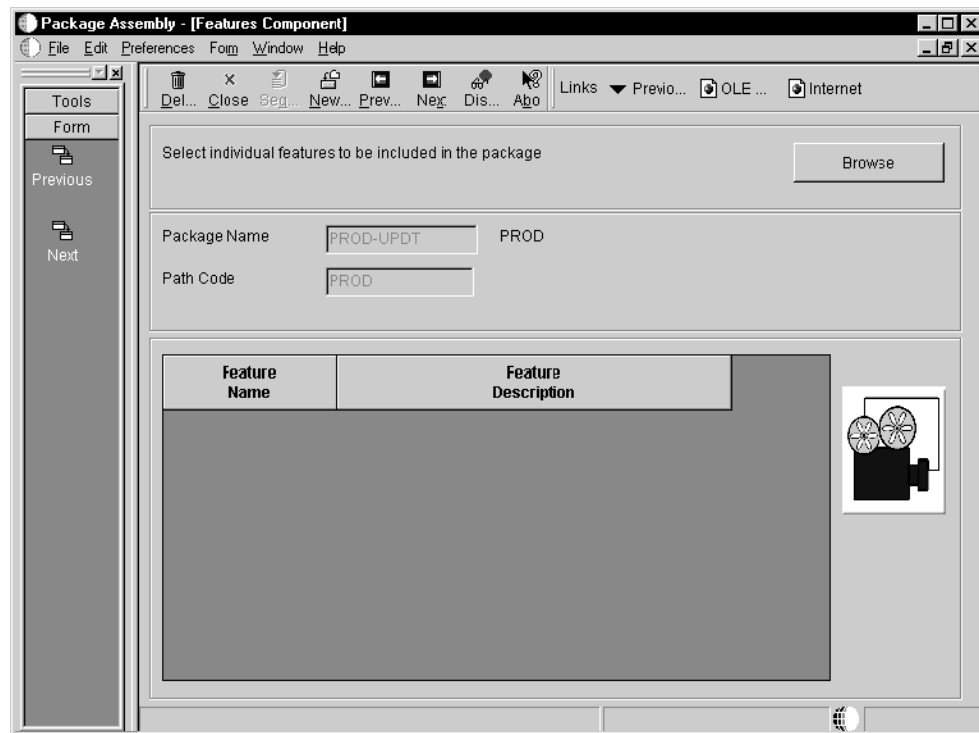 Package Assembly - [Features Component]
File Edit Preferences Form Window Help
Tools
Form
Previous
Next
Del... Close Seq... New... Prev... Nex: Dis... Abo Links Previo... OLE ... Internet
Select individual features to be included in the package
Browse
Package Name PROD-UPDT PROD
Path Code PROD
Feature Name
Feature Description